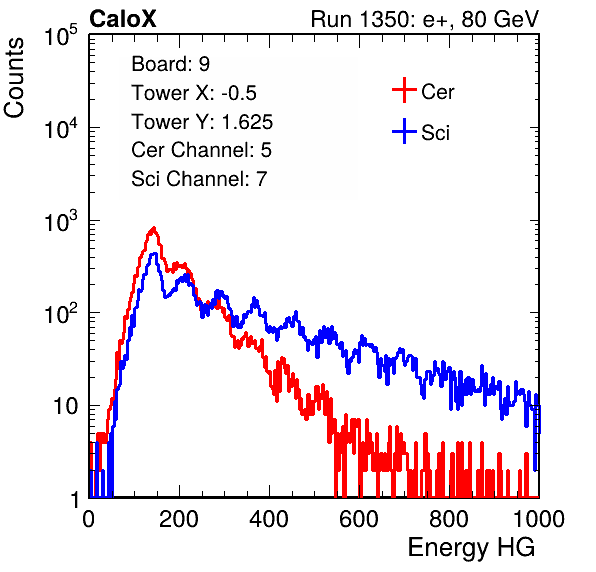 CaloX Run 1350: e+, 80 GeV
Counts
10^5
10^4
10^3
10^2
10
1
Board: 9
Tower X: -0.5
Tower Y: 1.625
Cer Channel: 5
Sci Channel: 7
Cer
Sci
0 200 400 600 800 1000
Energy HG